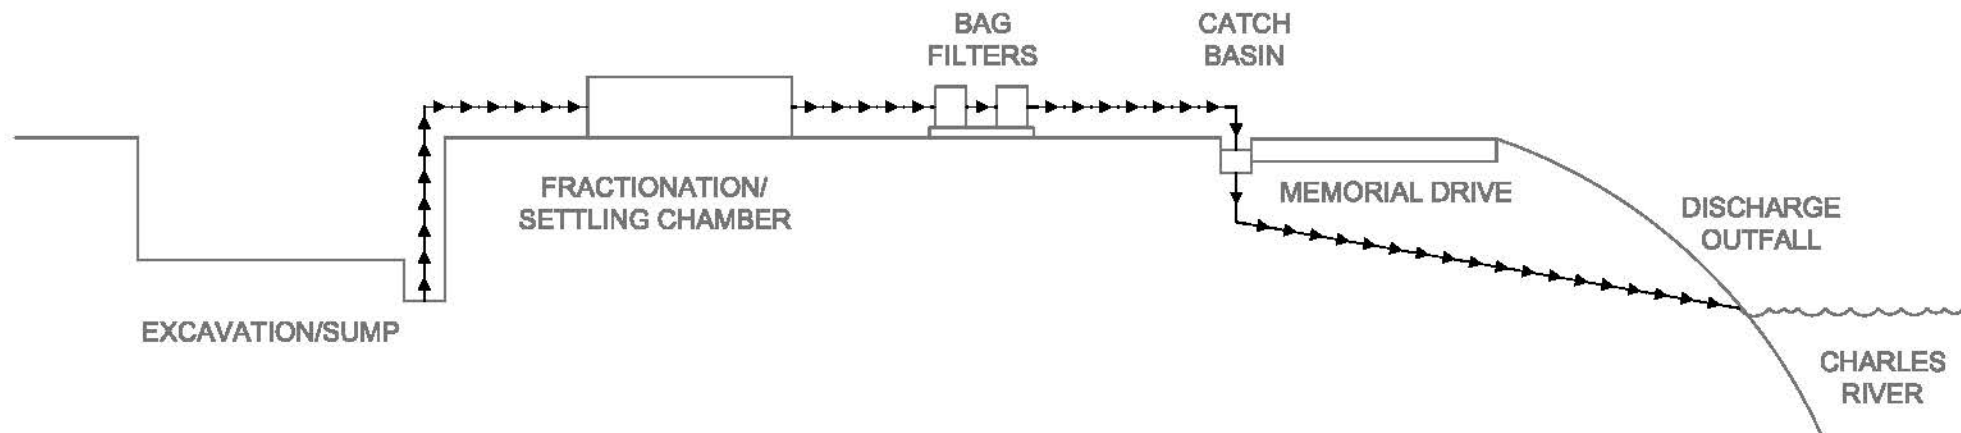 BAG
FILTERS
CATCH
BASIN
FRACTIONATION/
SETTLING CHAMBER
MEMORIAL DRIVE
DISCHARGE
OUTFALL
EXCAVATION/SUMP
CHARLES
RIVER